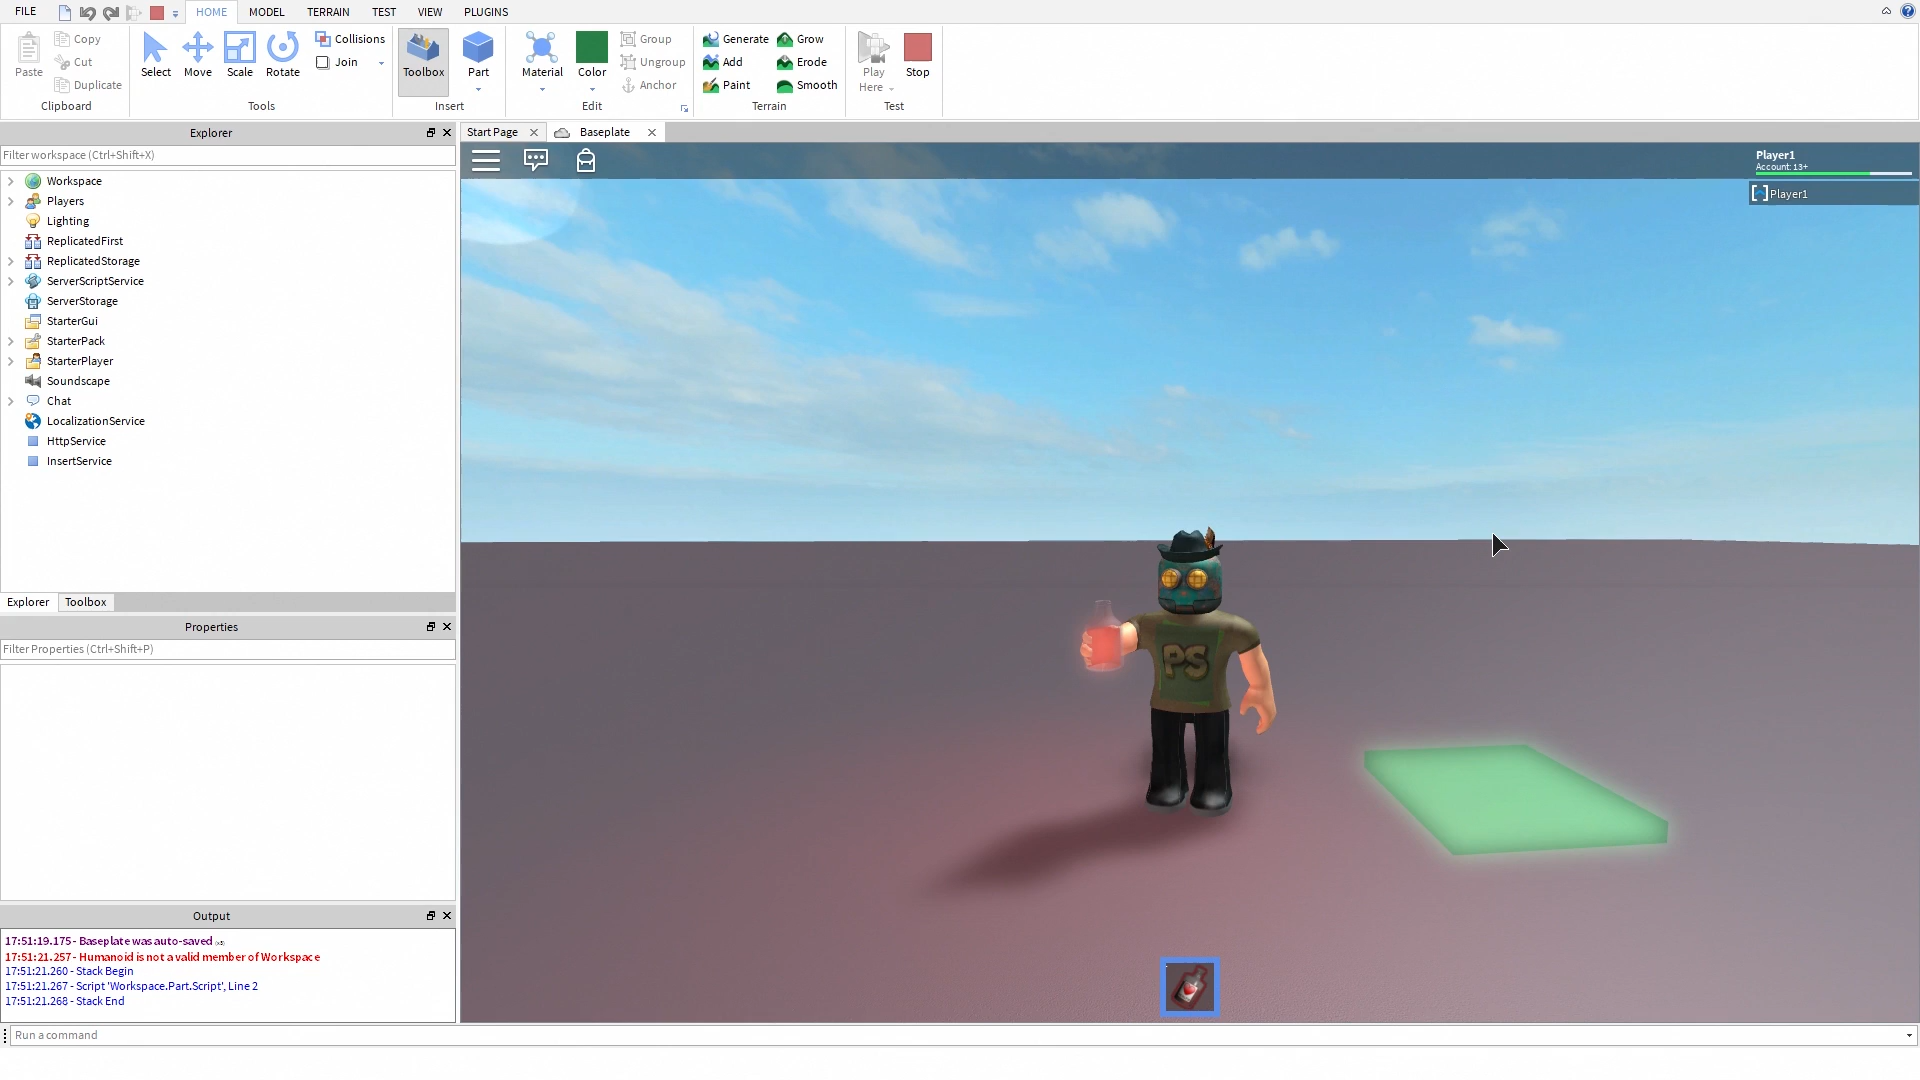 FILE HOME MODEL TERRAIN TEST VIEW PLUGINS
Paste Copy Cut Duplicate
Clipboard
Select Move Scale Rotate Collisions Join
Tools
Toolbox Part
Insert
Material Color Group Ungroup Anchor
Edit
Generate Grow
Add Erode
Paint Smooth
Terrain
Play Here Stop
Test
Explorer
Filter workspace (Ctrl+Shift+X)
Workspace
Players
Lighting
ReplicatedFirst
ReplicatedStorage
ServerScriptService
ServerStorage
StarterGui
StarterPack
StarterPlayer
Soundscape
Chat
LocalizationService
HttpService
InsertService
Explorer Toolbox
Properties
Filter Properties (Ctrl+Shift+P)
Output
17:51:19.175 - Baseplate was auto-saved
17:51:21.257 - Humanoid is not a valid member of Workspace
17:51:21.260 - Stack Begin
17:51:21.267 - Script 'Workspace.Part.Script', Line 2
17:51:21.268 - Stack End
Run a command
Start Page Baseplate
Player1
Account: 13+
Player1
PS